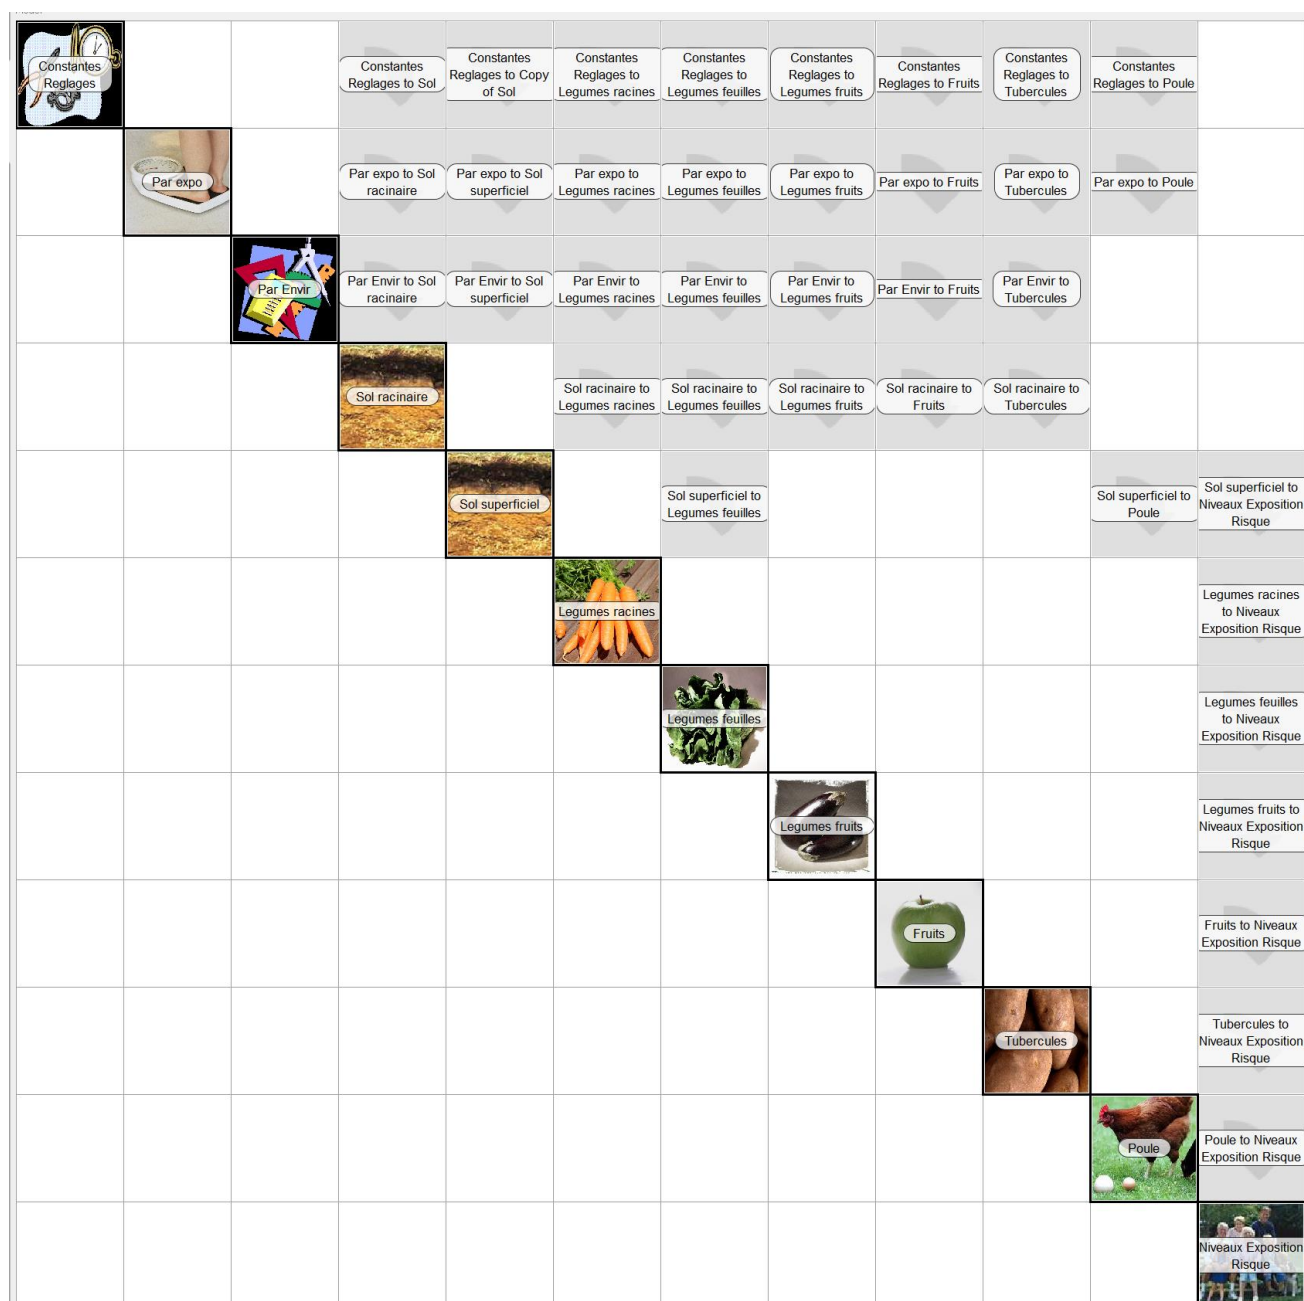 Constantes
Reglages
Constantes
Reglages to Sol
Constantes
Reglages to Copy
of Sol
Constantes
Reglages to
Legumes racines
Constantes
Reglages to
Legumes feuilles
Constantes
Reglages to
Legumes fruits
Constantes
Reglages to Fruits
Constantes
Reglages to
Tubercules
Constantes
Reglages to Poule
Par expo
Par expo to Sol
racinaire
Par expo to Sol
superficiel
Par expo to
Legumes racines
Par expo to
Legumes feuilles
Par expo to
Legumes fruits
Par expo to Fruits
Par expo to
Tubercules
Par expo to Poule
Par Envir
Par Envir to Sol
racinaire
Par Envir to Sol
superficiel
Par Envir to
Legumes racines
Par Envir to
Legumes feuilles
Par Envir to
Legumes fruits
Par Envir to Fruits
Par Envir to
Tubercules
Sol racinaire
Sol racinaire to
Legumes racines
Sol racinaire to
Legumes feuilles
Sol racinaire to
Legumes fruits
Sol racinaire to
Fruits
Sol racinaire to
Tubercules
Sol superficiel
Sol superficiel to
Legumes feuilles
Sol superficiel to
Poule
Sol superficiel to
Niveaux Exposition
Risque
Legumes racines
Legumes racines
to Niveaux
Exposition Risque
Legumes feuilles
Legumes feuilles
to Niveaux
Exposition Risque
Legumes fruits
Legumes fruits to
Niveaux Exposition
Risque
Fruits
Fruits to Niveaux
Exposition Risque
Tubercules
Tubercules to
Niveaux Exposition
Risque
Poule
Poule to Niveaux
Exposition Risque
Niveaux Exposition
Risque